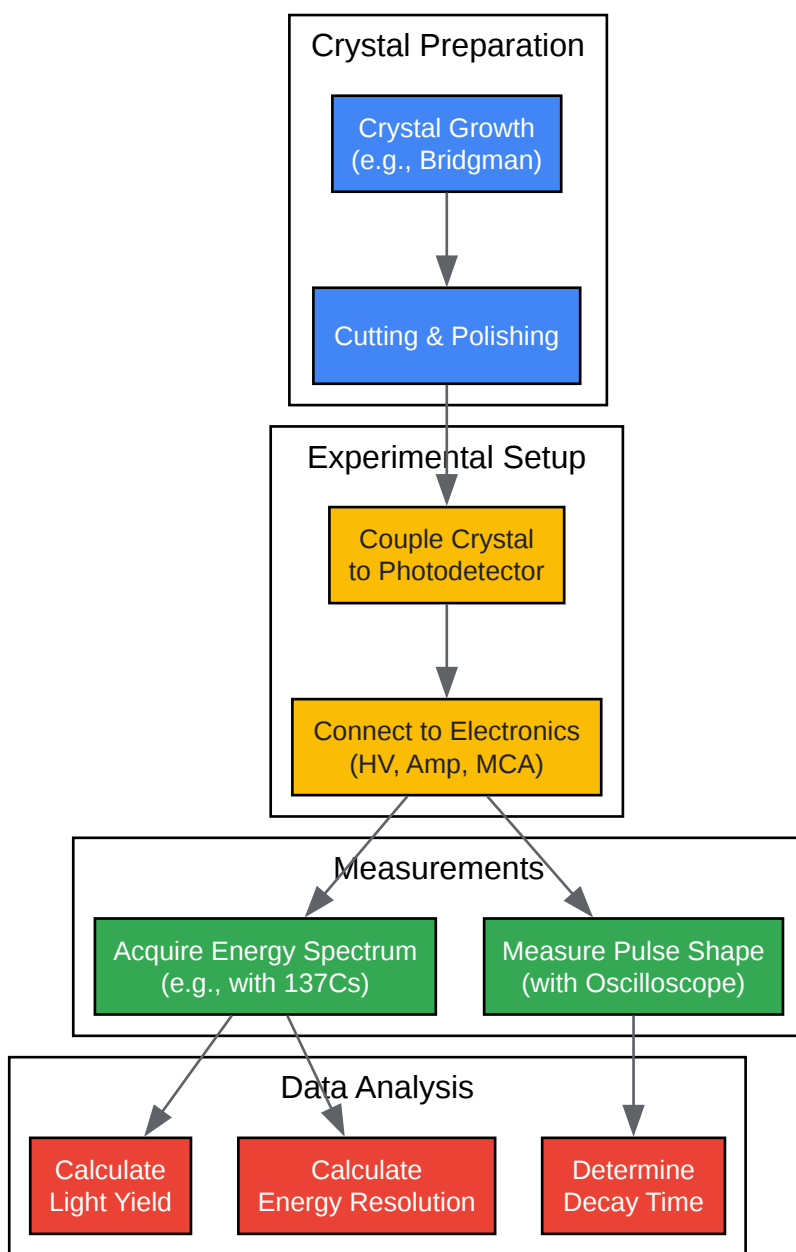 Crystal Preparation
Crystal Growth
(e.g., Bridgman)
Cutting & Polishing
Experimental Setup
Couple Crystal
to Photodetector
Connect to Electronics
(HV, Amp, MCA)
Measurements
Acquire Energy Spectrum
(e.g., with 137Cs)
Measure Pulse Shape
(with Oscilloscope)
Data Analysis
Calculate
Light Yield
Calculate
Energy Resolution
Determine
Decay Time